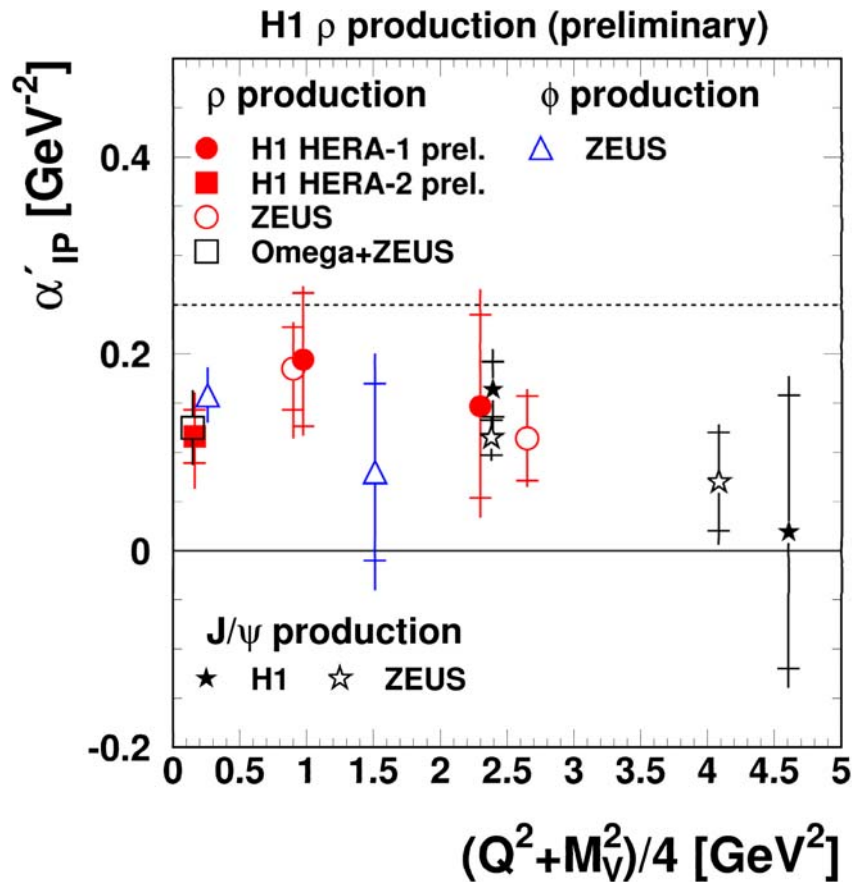 H1 ρ production (preliminary)
α′IP [GeV-2]
ρ production
H1 HERA-1 prel.
H1 HERA-2 prel.
ZEUS
Omega+ZEUS
ϕ production
ZEUS
J/ψ production
H1 ZEUS
0.4
0.2
0
-0.2
0 0.5 1 1.5 2 2.5 3 3.5 4 4.5 5
(Q²+M²V)/4 [GeV²]